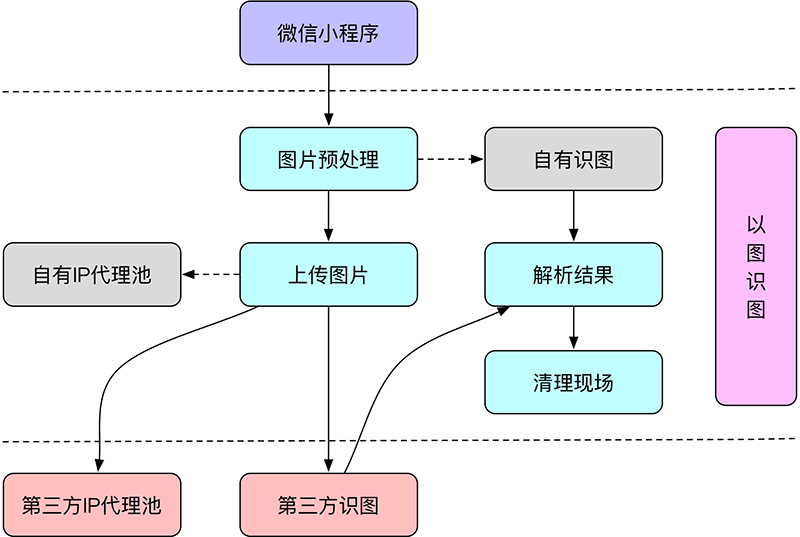 微信小程序
图片预处理
自有识图
自有IP代理池
上传图片
解析结果
清理现场
以
图
识
图
第三方IP代理池
第三方识图